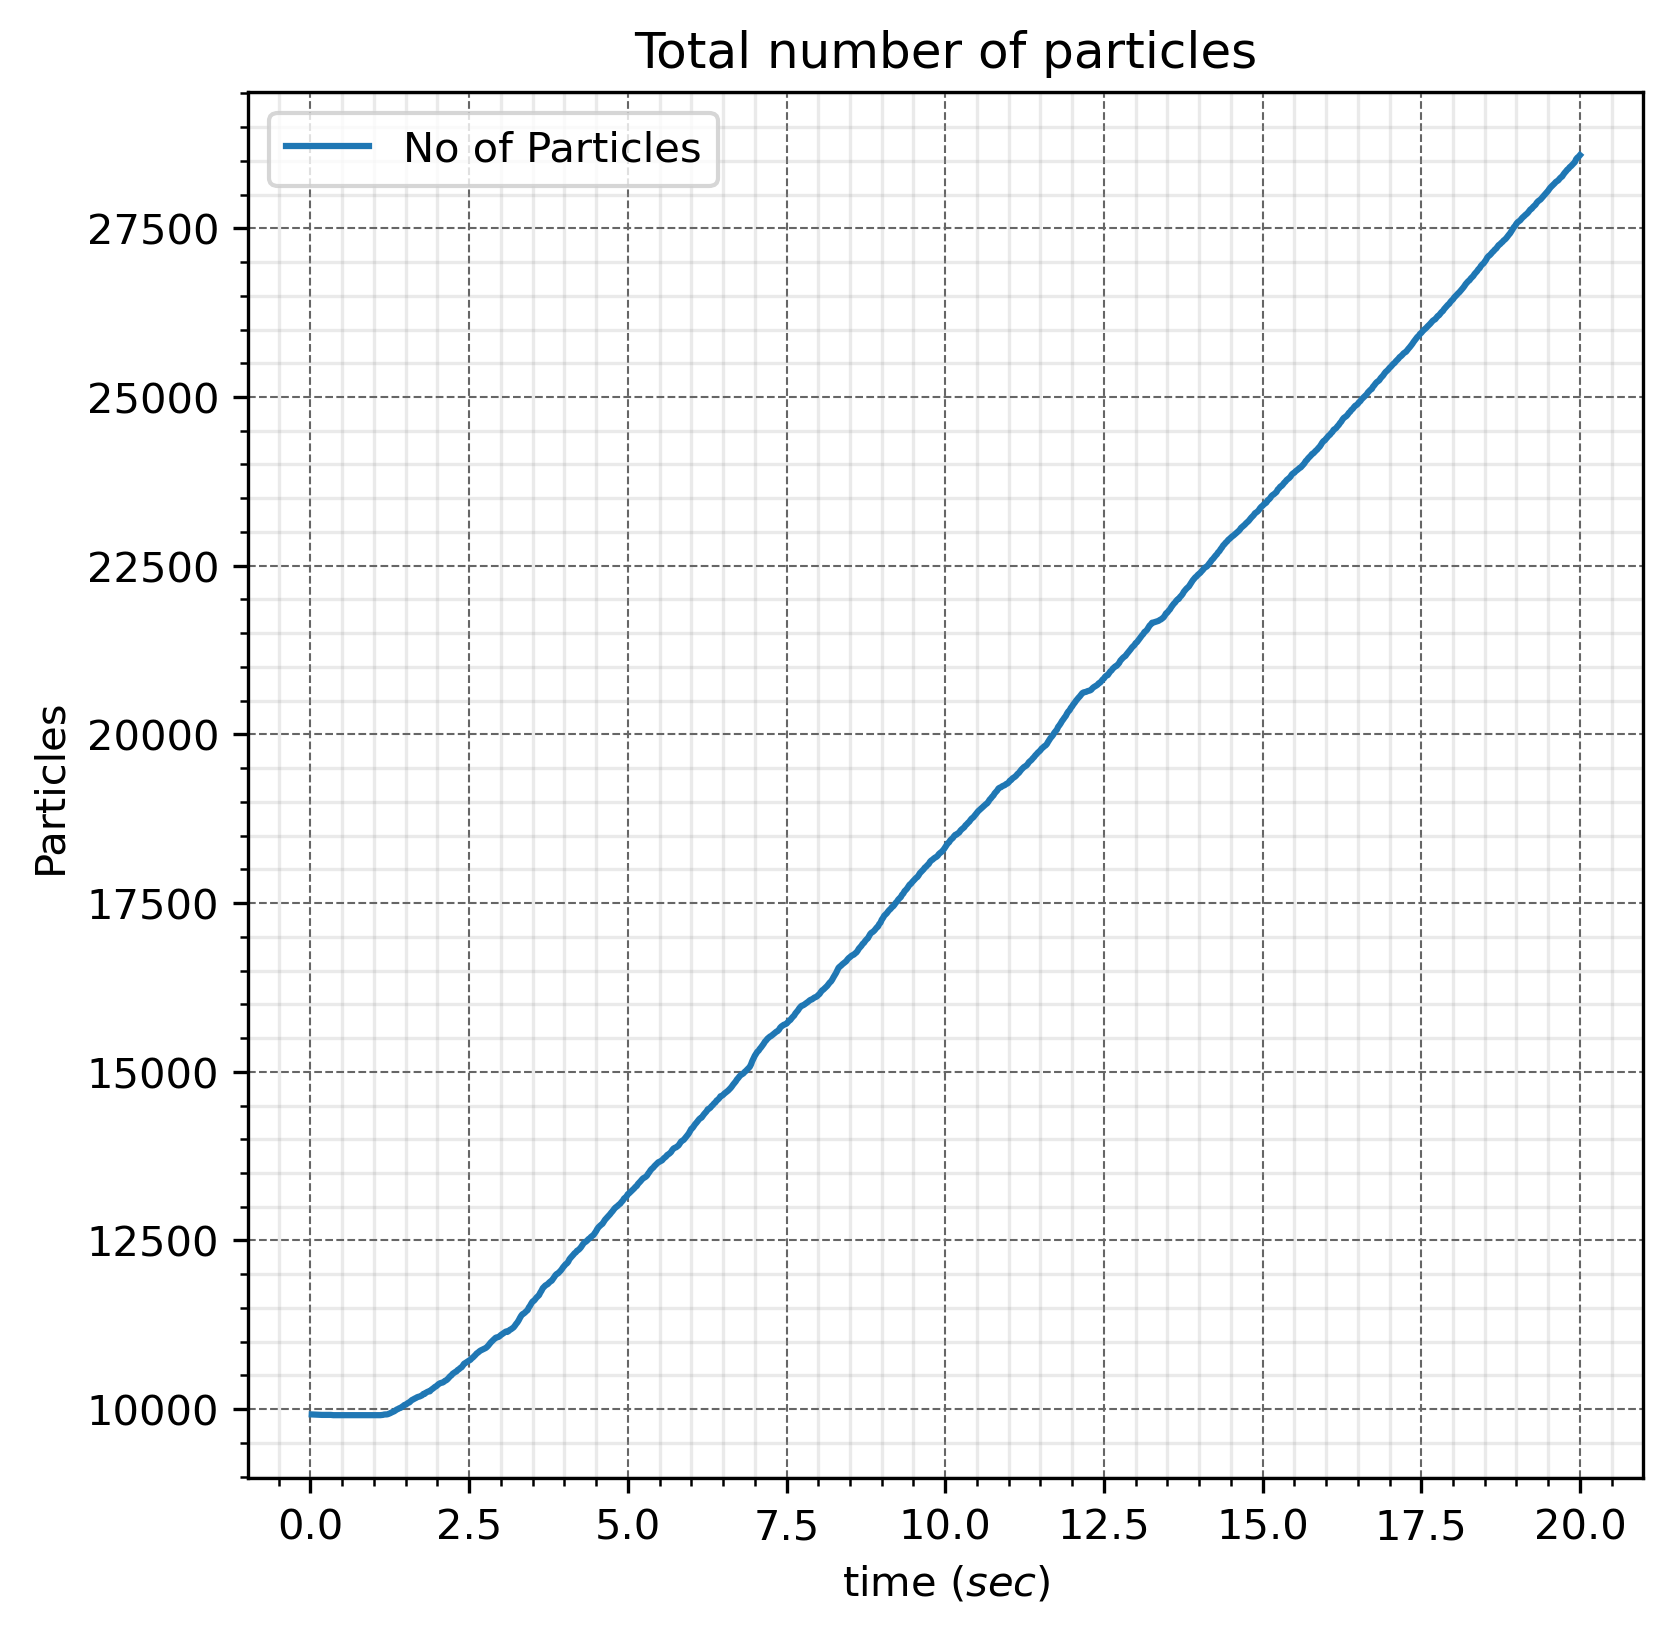 Total number of particles
No of Particles
27500
25000
22500
20000
17500
15000
12500
10000
Particles
0.0 2.5 5.0 7.5 10.0 12.5 15.0 17.5 20.0
time (sec)